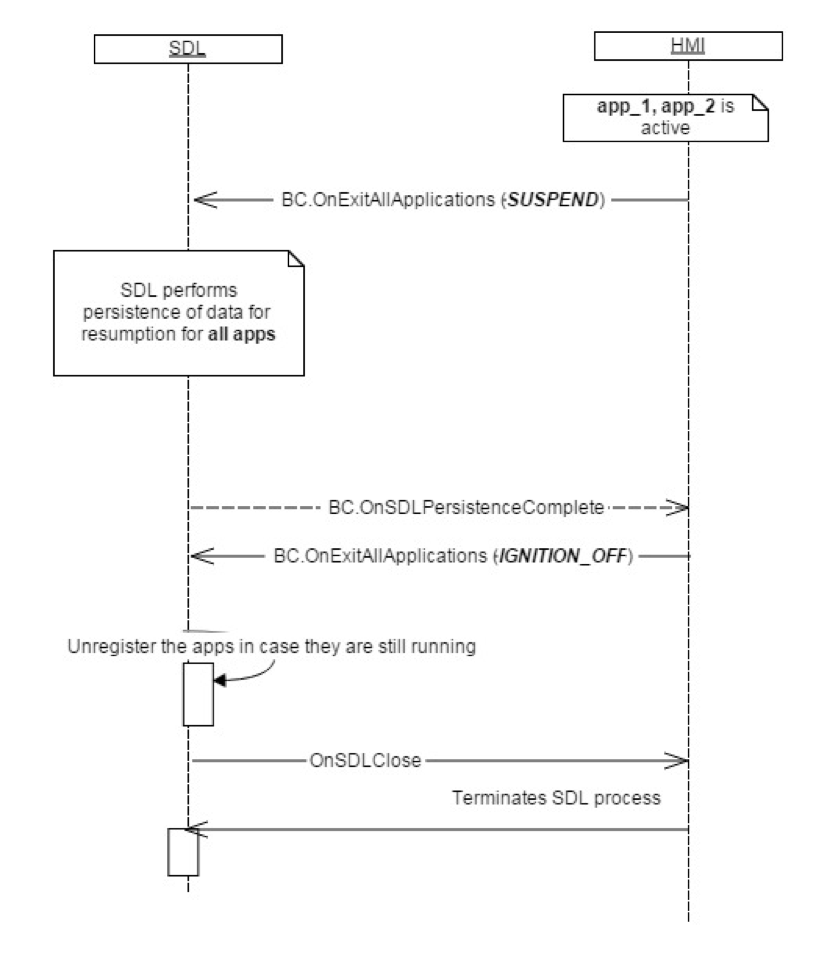 SDL
HMI
app_1, app_2 is
active
BC.OnExitAllApplications (SUSPEND)
SDL performs
persistence of data for
resumption for all apps
BC.OnSDLPersistenceComplete
BC.OnExitAllApplications (IGNITION_OFF)
Unregister the apps in case they are still running
OnSDLClose
Terminates SDL process